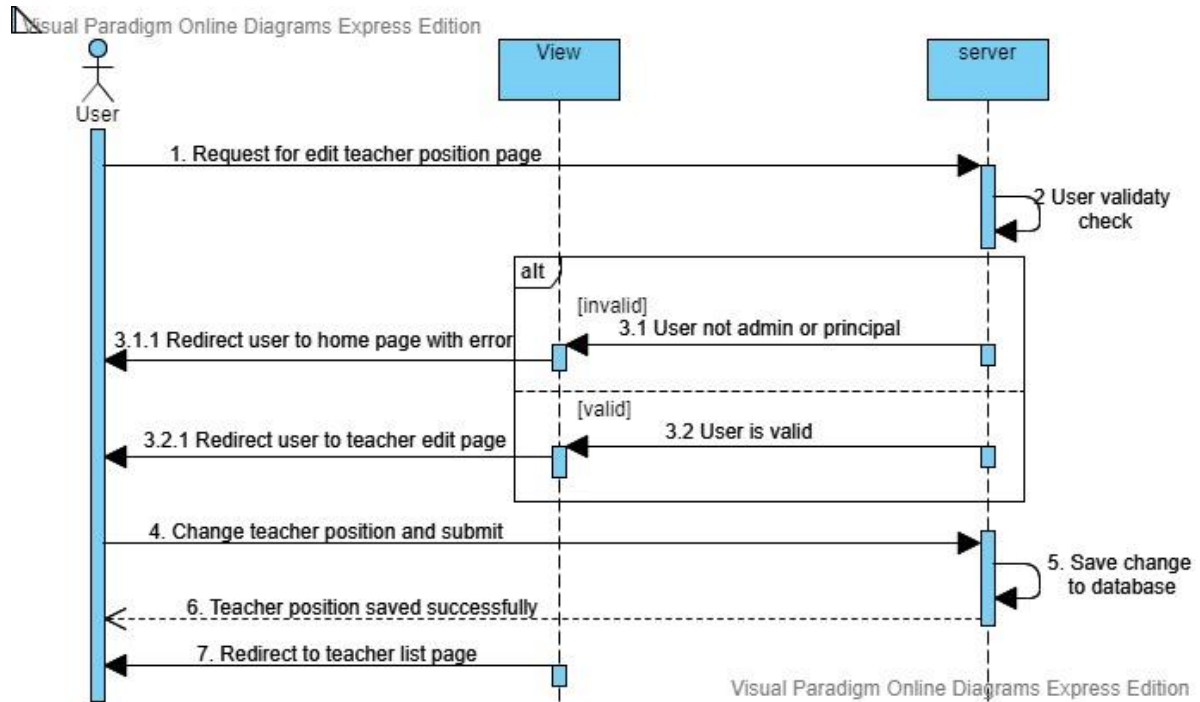 Visual Paradigm Online Diagrams Express Edition
User
View
server
1. Request for edit teacher position page
2 User validaty
check
alt
[invalid]
3.1 User not admin or principal
3.1.1 Redirect user to home page with error
[valid]
3.2 User is valid
3.2.1 Redirect user to teacher edit page
4. Change teacher position and submit
5. Save change
to database
6. Teacher position saved successfully
7. Redirect to teacher list page
Visual Paradigm Online Diagrams Express Edition